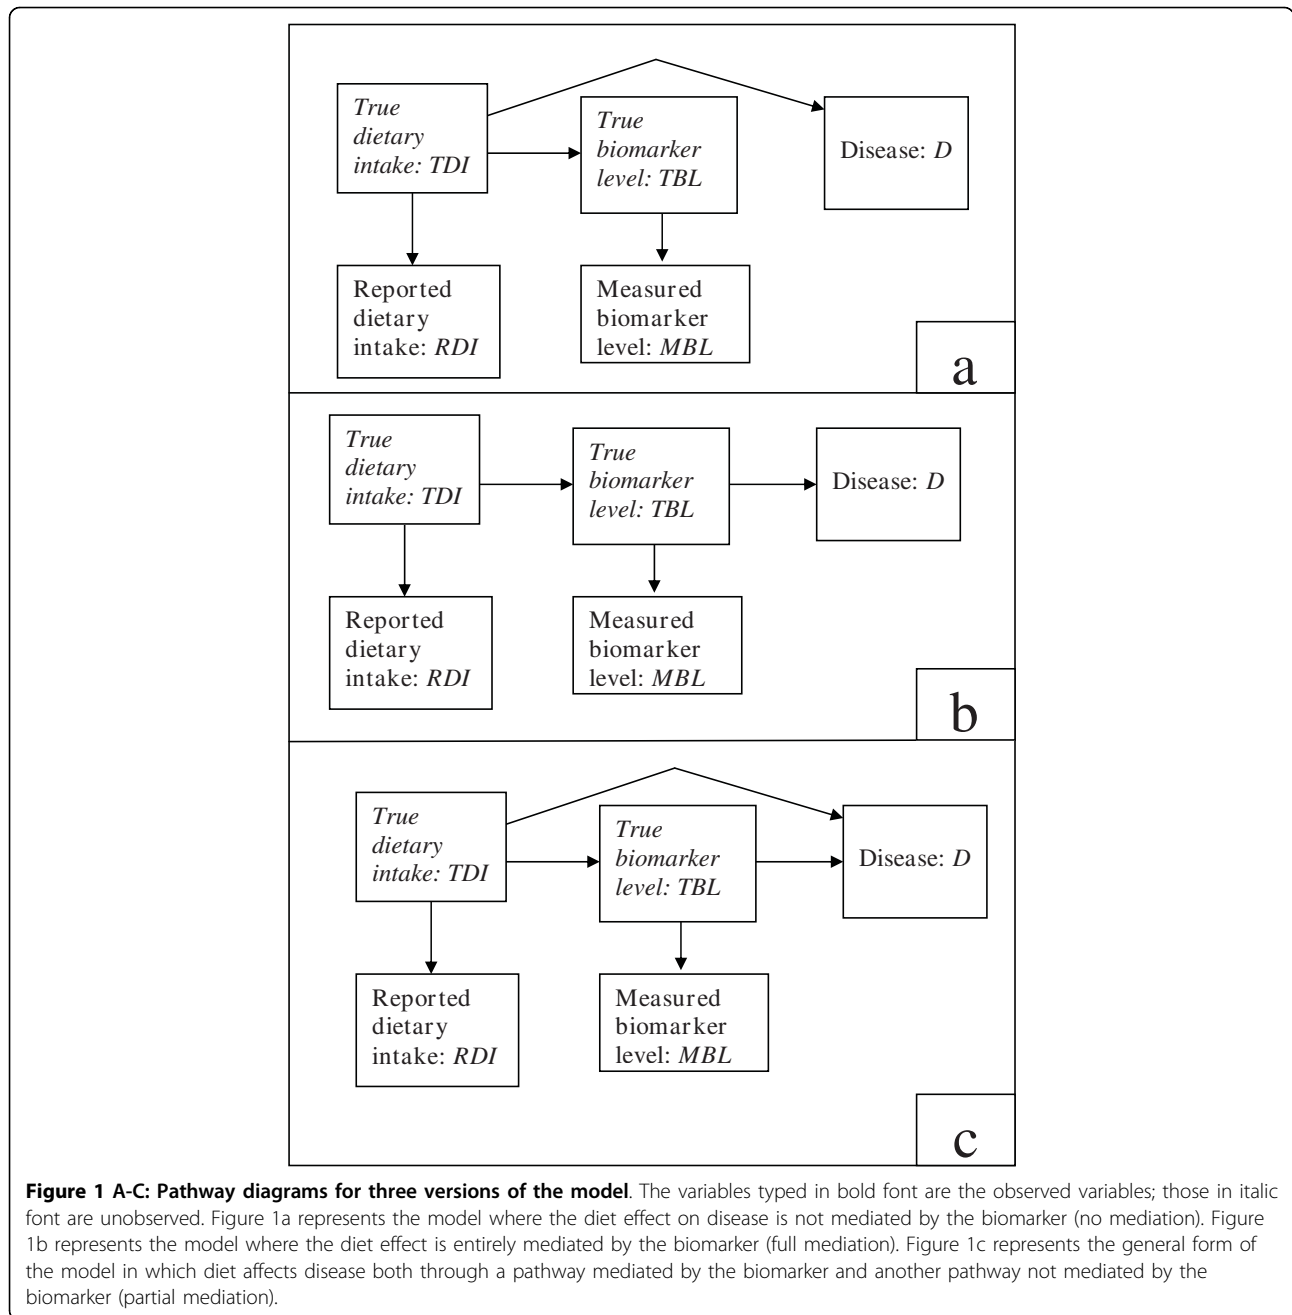 True
dietary
intake: TDI
True
biomarker
level: TBL
Disease: D
Reported
dietary
intake: RDI
Measured
biomarker
level: MBL
a
True
dietary
intake: TDI
True
biomarker
level: TBL
Disease: D
Reported
dietary
intake: RDI
Measured
biomarker
level: MBL
b
True
dietary
intake: TDI
True
biomarker
level: TBL
Disease: D
Reported
dietary
intake: RDI
Measured
biomarker
level: MBL
c
Figure 1 A-C: Pathway diagrams for three versions of the model. The variables typed in bold font are the observed variables; those in italic
font are unobserved. Figure 1a represents the model where the diet effect on disease is not mediated by the biomarker (no mediation). Figure
1b represents the model where the diet effect is entirely mediated by the biomarker (full mediation). Figure 1c represents the general form of
the model in which diet affects disease both through a pathway mediated by the biomarker and another pathway not mediated by the
biomarker (partial mediation).